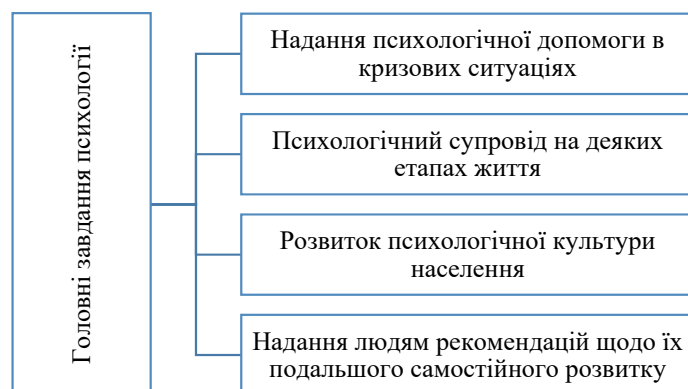 Головні завдання психології
Надання психологічної допомоги в
кризових ситуаціях
Психологічний супровід на деяких
етапах життя
Розвиток психологічної культури
населення
Надання людям рекомендацій щодо їх
подальшого самостійного розвитку